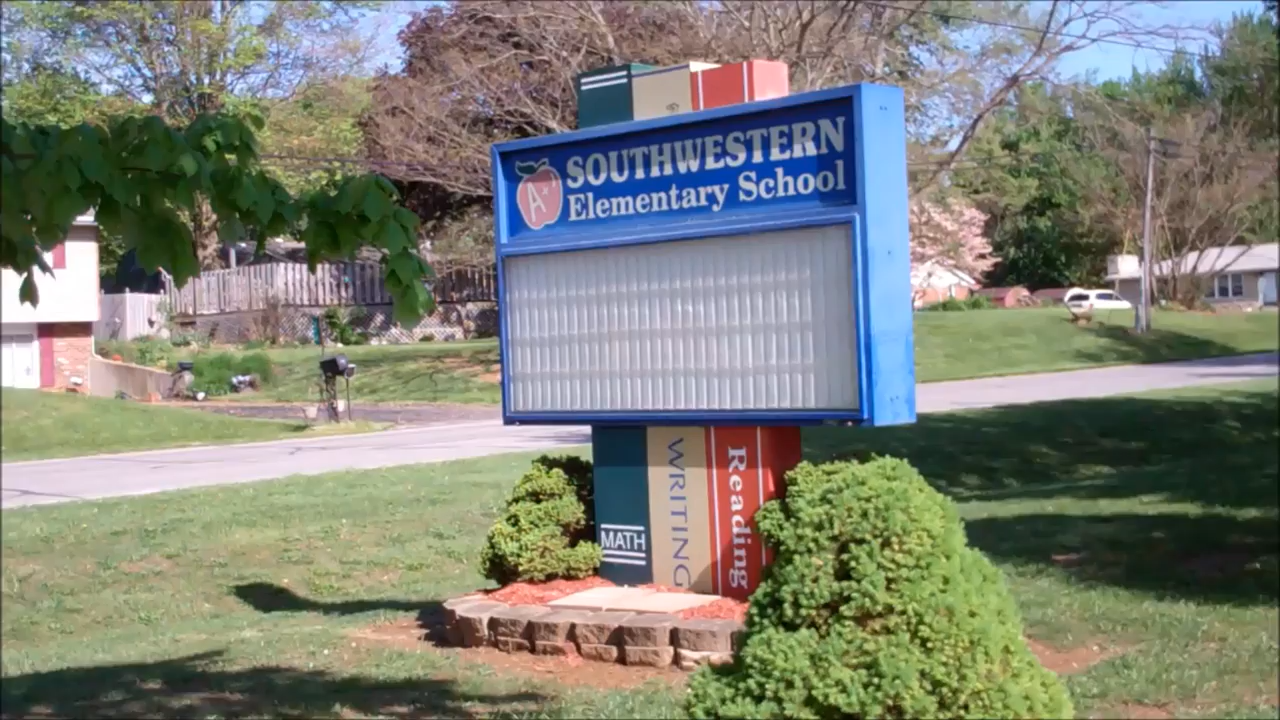 A+
SOUTHWESTERN
Elementary School
MATH
WRITING
Reading